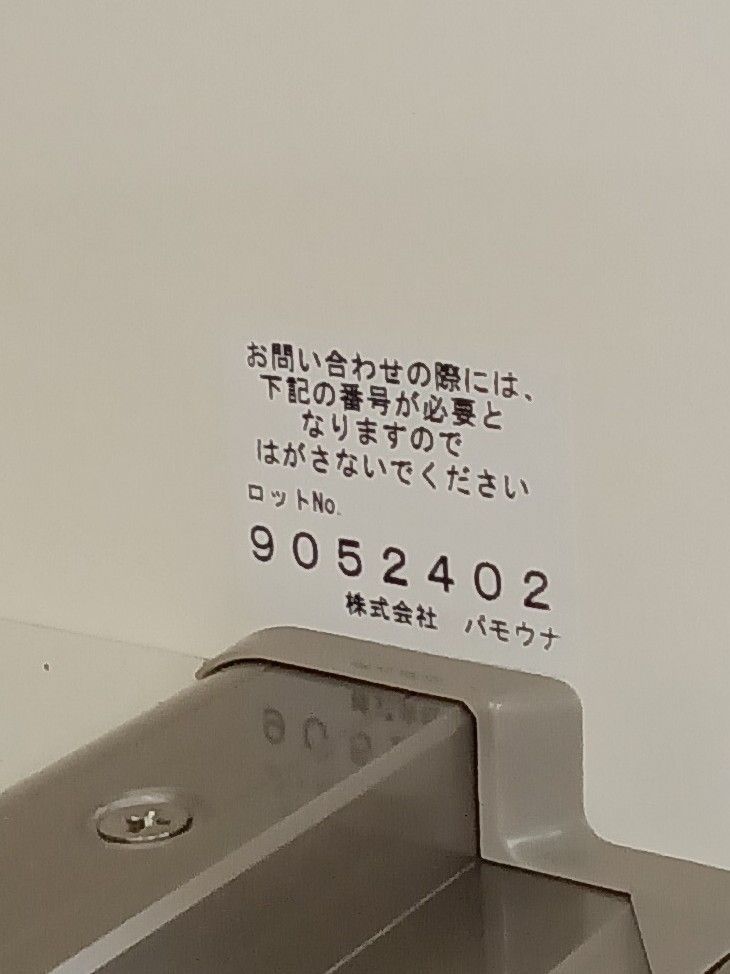 お問い合わせの際には、
下記の番号が必要と
なりますので
はがさないでください
ロットNo.
9052402
株式会社　パモウナ